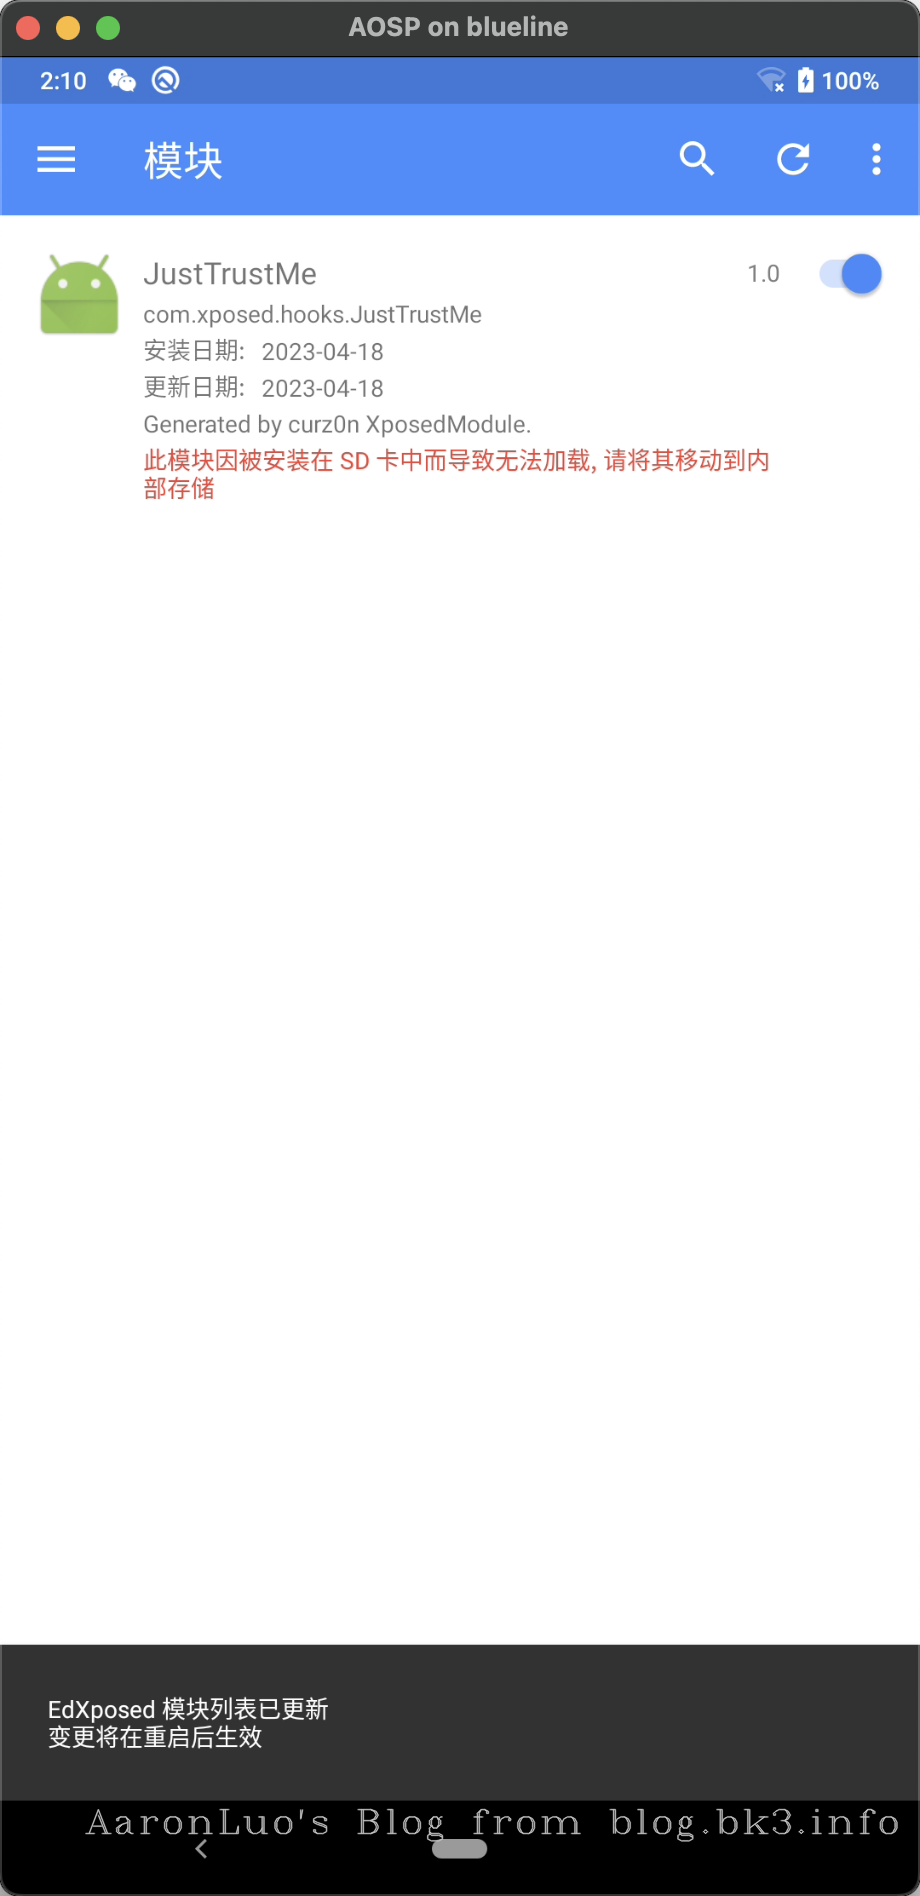 AOSP on blueline
2:10
100%
模块
JustTrustMe
1.0
com.xposed.hooks.JustTrustMe
安装日期: 2023-04-18
更新日期: 2023-04-18
Generated by curz0n XposedModule.
此模块因被安装在 SD 卡中而导致无法加载, 请将其移动到内
部存储
EdXposed 模块列表已更新
变更将在重启后生效
AaronLuo's Blog from blog.bk3.info